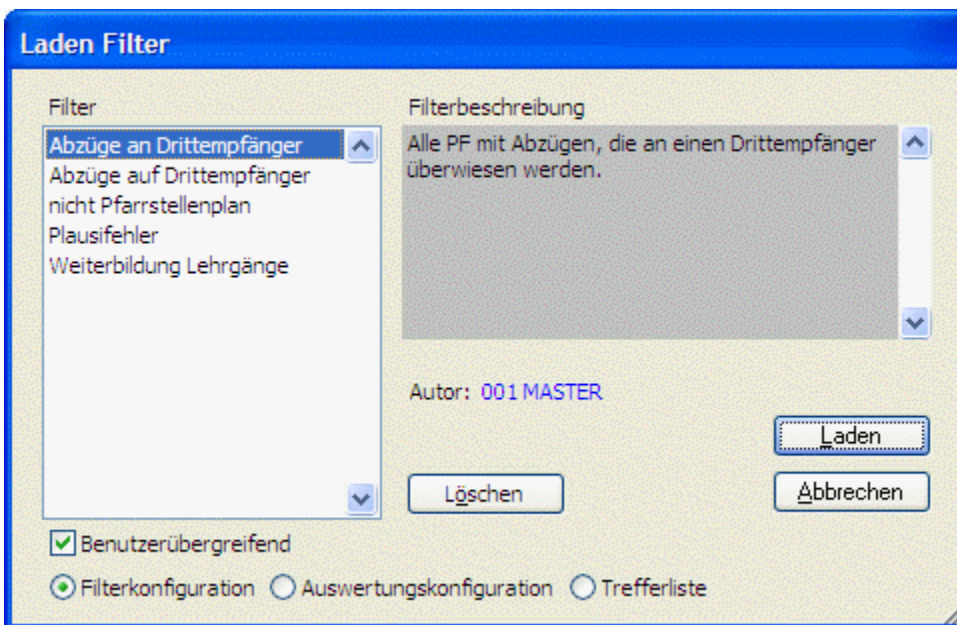 Laden Filter
Filter
Abzüge an Drittempfänger
Abzüge auf Drittempfänger
nicht Pfarrstellenplan
Plausifehler
Weiterbildung Lehrgänge
Filterbeschreibung
Alle PF mit Abzügen, die an einen Drittempfänger
überwiesen werden.
Autor: 001 MASTER
Laden
Löschen
Abbrechen
Benutzerübergreifend
Filterkonfiguration Auswertungskonfiguration Trefferliste